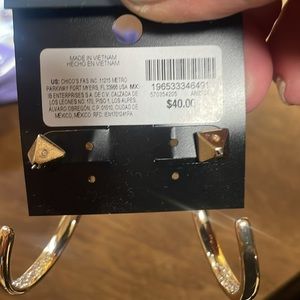 MADE IN VIETNAM
HECHO EN VIETNAM
US: CHICO'S FAS INC. 11215 METRO
PARKWAY FORT MYERS, FL 33966 USA MX:
IB ENTERPRISES S.A. DE C.V. CALZADA DE
LOS LEONES NO. 170, PISO 1, LOS ALPES,
ALVARO OBREGON, C.P. 01010, CIUDAD DE
MEXICO, MEXICO, RFC.
196533346491
570354205
$40.00